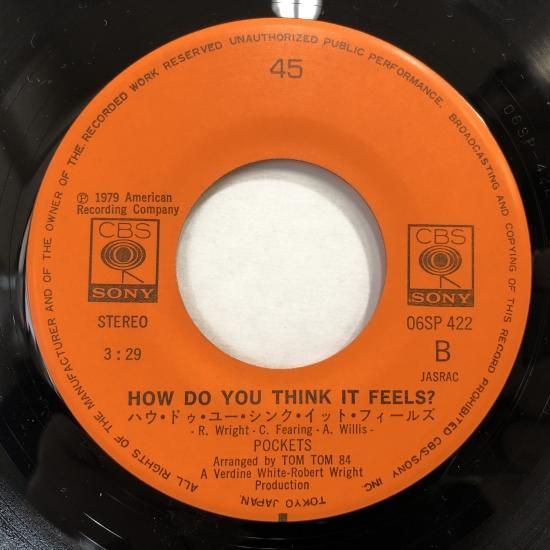 ALL RIGHTS OF THE MANUFACTURER AND OF THE OWNER OF THE RECORDED WORK RESERVED UNAUTHORIZED PUBLIC PERFORMANCE, BROADCASTING AND COPYING OF THIS RECORD PROHIBITED CBS/SONY INC. TOKYO JAPAN.
45
℗ 1979 American
Recording Company
CBS
SONY
CBS
SONY
STEREO
06SP 422
3:29
B
JASRAC
HOW DO YOU THINK IT FEELS?
ハウ・ドゥ・ユー・シンク・イット・フィールズ
- R. Wright - C. Fearing - A. Willis -
POCKETS
Arranged by TOM TOM 84
A Verdine White-Robert Wright
Production
06SP